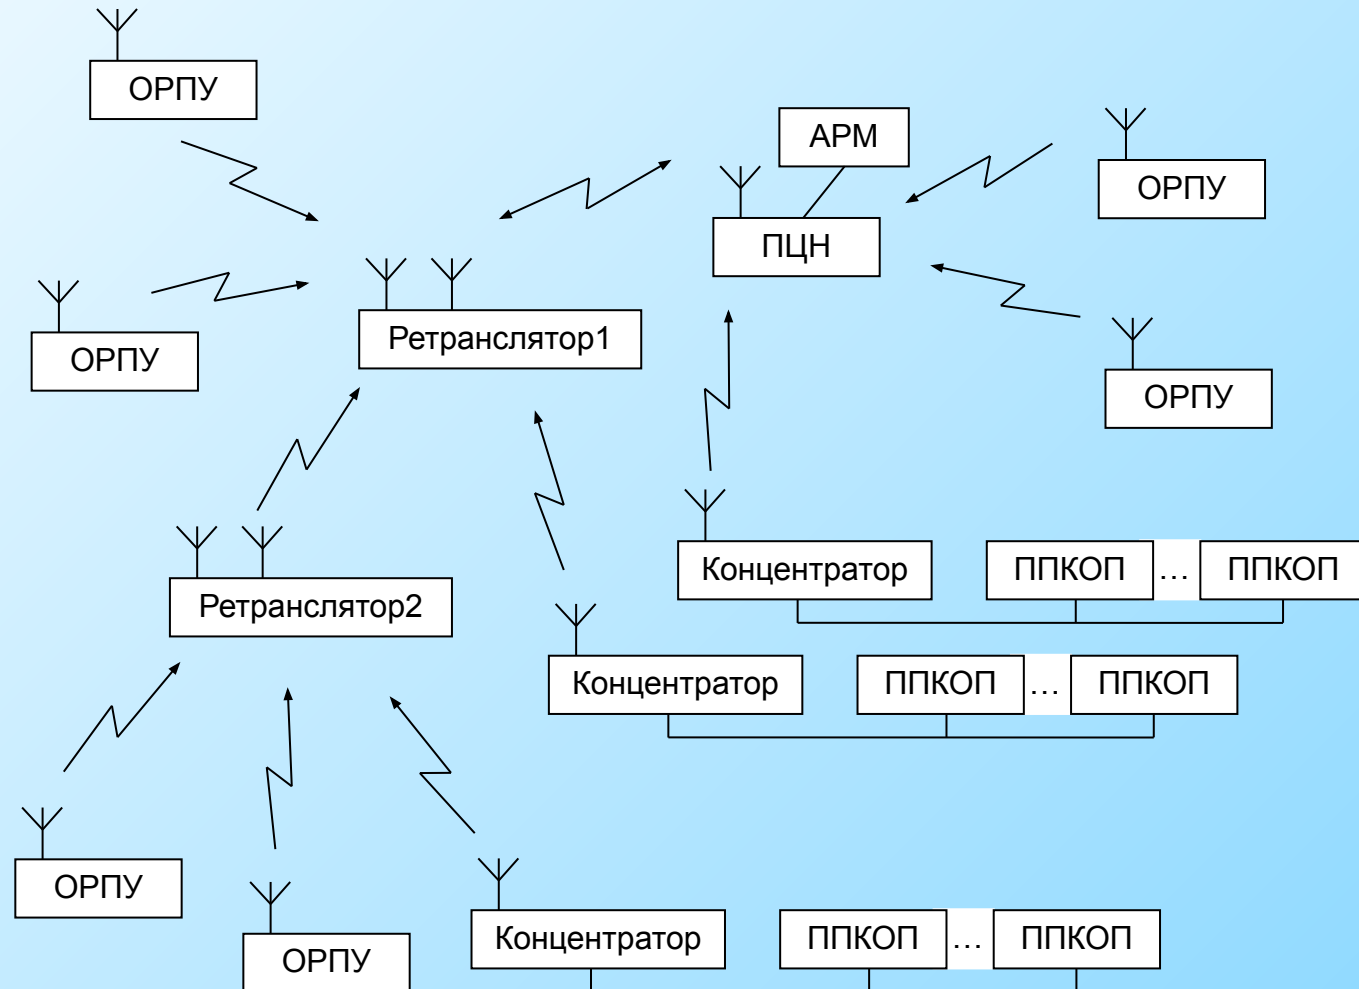 ОРПУ
АРМ
ОРПУ
ПЦН
ОРПУ
Ретранслятор1
ОРПУ
Концентратор
ППКОП … ППКОП
Ретранслятор2
Концентратор
ППКОП … ППКОП
ОРПУ
ОРПУ
Концентратор
ППКОП … ППКОП